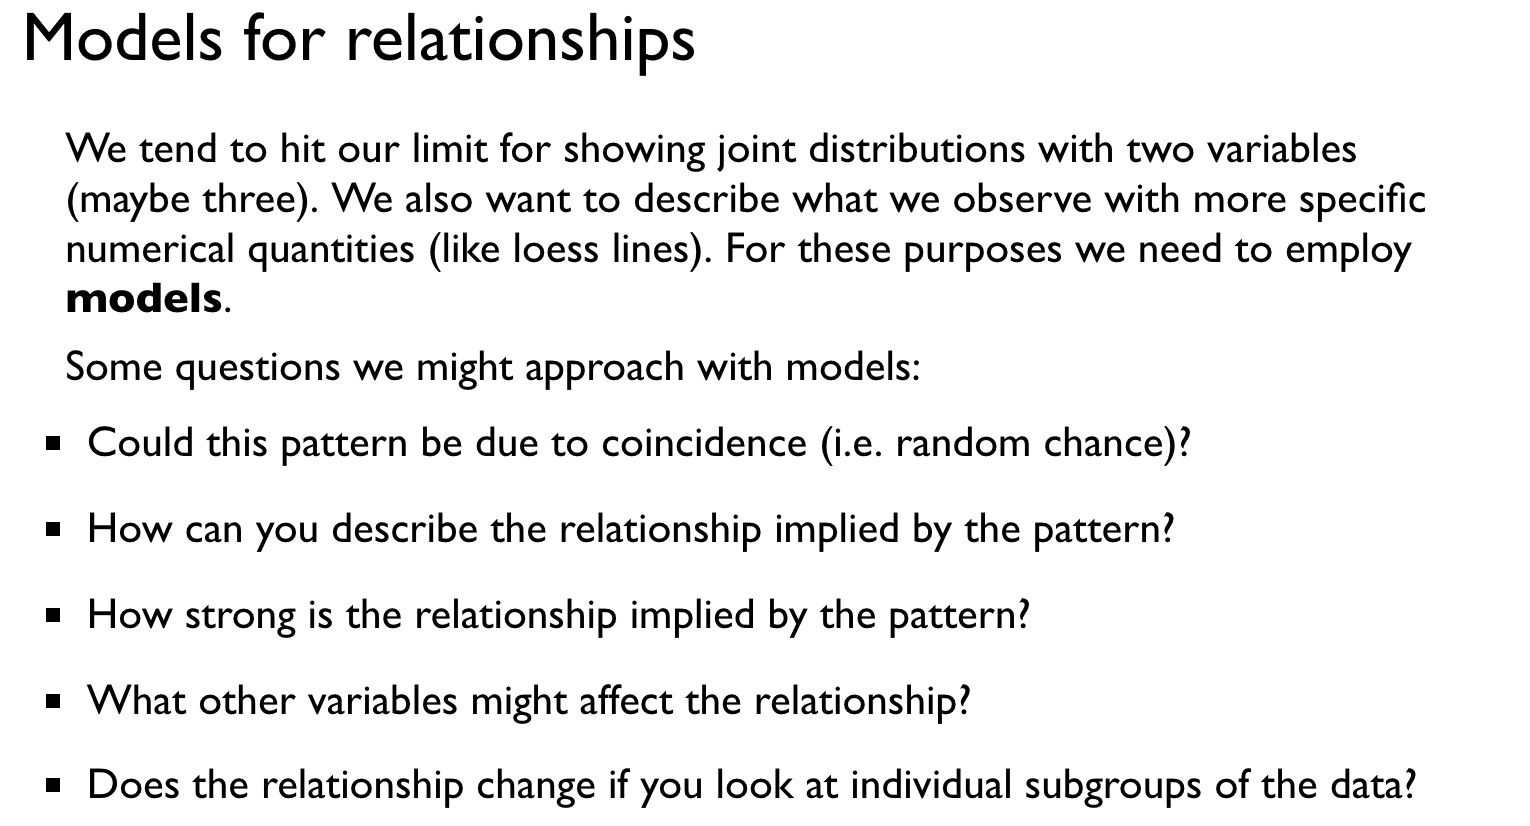 Models for relationships
We tend to hit our limit for showing joint distributions with two variables
(maybe three). We also want to describe what we observe with more specific
numerical quantities (like loess lines). For these purposes we need to employ
models.
Some questions we might approach with models:
▪ Could this pattern be due to coincidence (i.e. random chance)?
▪ How can you describe the relationship implied by the pattern?
▪ How strong is the relationship implied by the pattern?
▪ What other variables might affect the relationship?
▪ Does the relationship change if you look at individual subgroups of the data?